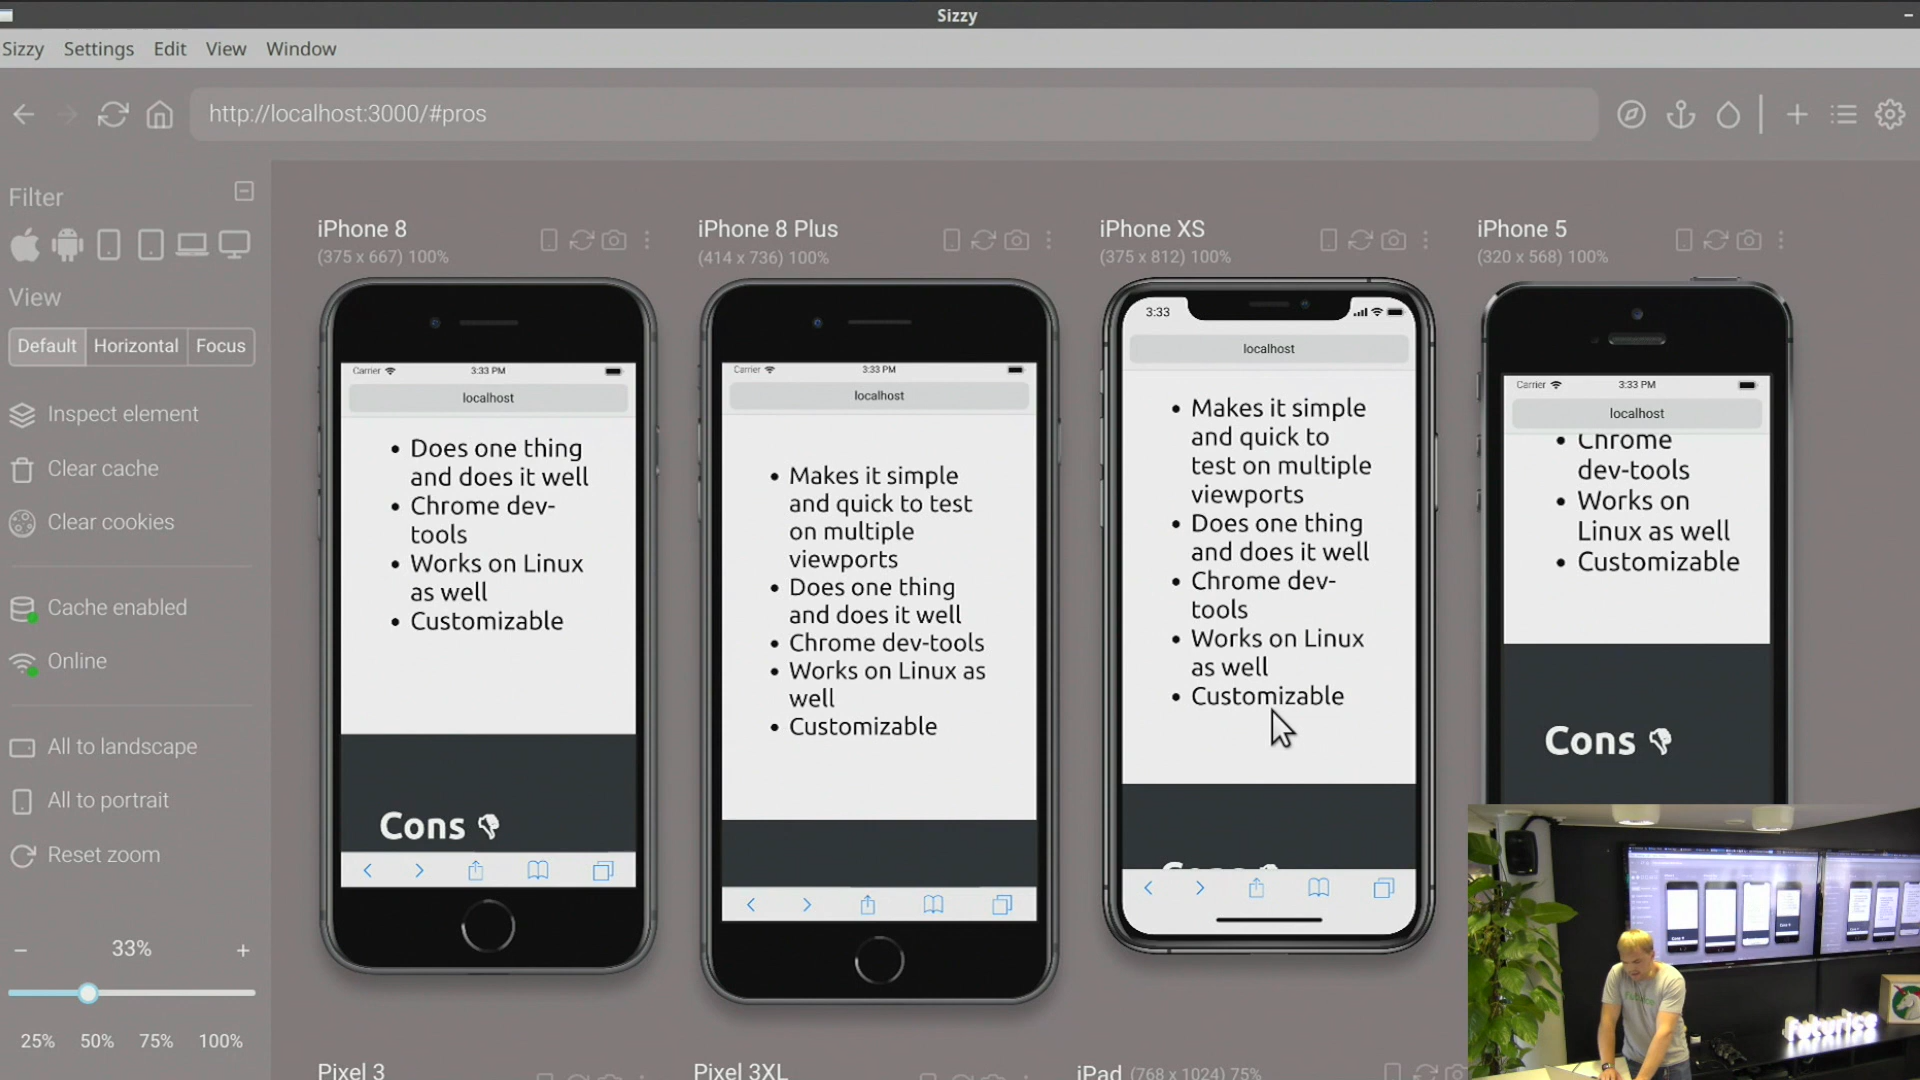 Sizzy
Sizzy Settings Edit View Window
http://localhost:3000/#pros
Filter
View
Default Horizontal Focus
Inspect element
Clear cache
Clear cookies
Cache enabled
Online
All to landscape
All to portrait
Reset zoom
− 33% +
25% 50% 75% 100%
iPhone 8
(375 x 667) 100%
Carrier 3:33 PM
localhost
• Does one thing
and does it well
• Chrome dev-
tools
• Works on Linux
as well
• Customizable
Cons
iPhone 8 Plus
(414 x 736) 100%
Carrier 3:33 PM
localhost
• Makes it simple
and quick to test
on multiple
viewports
• Does one thing
and does it well
• Chrome dev-tools
• Works on Linux as
well
• Customizable
iPhone XS
(375 x 812) 100%
3:33
localhost
• Makes it simple
and quick to
test on multiple
viewports
• Does one thing
and does it well
• Chrome dev-
tools
• Works on Linux
as well
• Customizable
Cons
iPhone 5
(320 x 568) 100%
Carrier 3:33 PM
localhost
• Chrome
dev-tools
• Works on
Linux as well
• Customizable
Cons
Pixel 3
Pixel 3XL
iPad (768 x 1024) 75%
Futurice
futurice